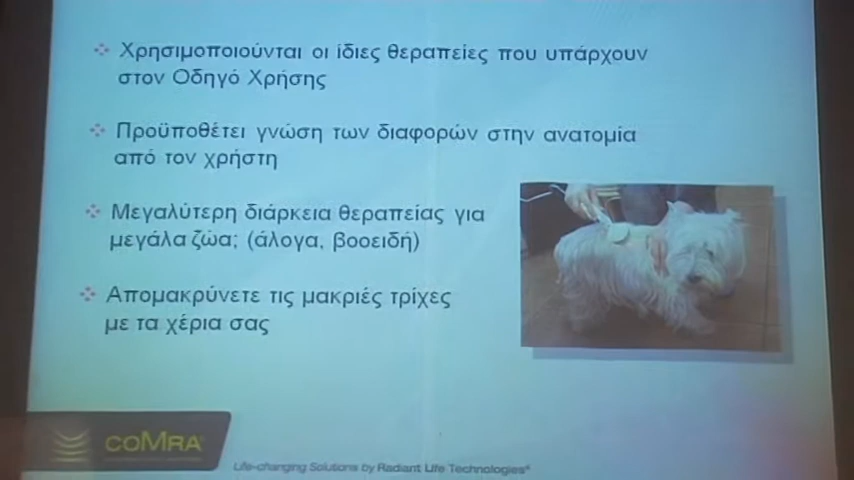 Χρησιμοποιούνται οι ίδιες θεραπείες που υπάρχουν
στον Οδηγό Χρήσης
Προϋποθέτει γνώση των διαφορών στην ανατομία
από τον χρήστη
Μεγαλύτερη διάρκεια θεραπείας για
μεγάλα ζώα; (άλογα, βοοειδή)
Απομακρύνετε τις μακριές τρίχες
με τα χέρια σας
coMRA®
Life-changing Solutions by Radiant Life Technologies®